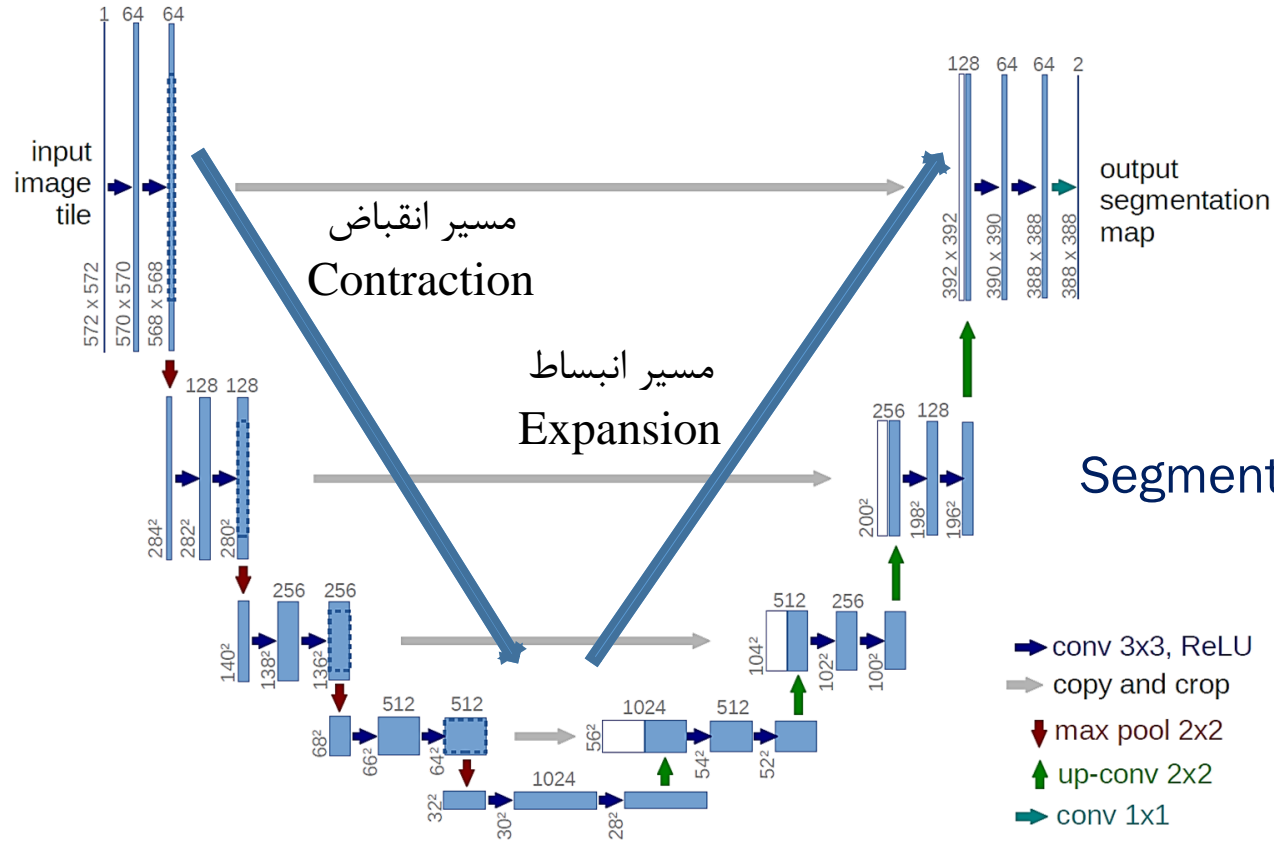 1 64 64
input
image
tile
572 x 572
570 x 570
568 x 568
128 64 64 2
output
segmentation
map
392 x 392
390 x 390
388 x 388
388 x 388
مسیر انقباض
Contraction
مسیر انبساط
Expansion
128 128
284²
282²
280²
256 128
200²
198²
196²
Segment
256 256
140²
138²
136²
512 256
104²
102²
100²
512 512
68²
66²
64²
1024 512
56²
54²
52²
1024
32²
30²
28²
conv 3x3, ReLU
copy and crop
max pool 2x2
up-conv 2x2
conv 1x1